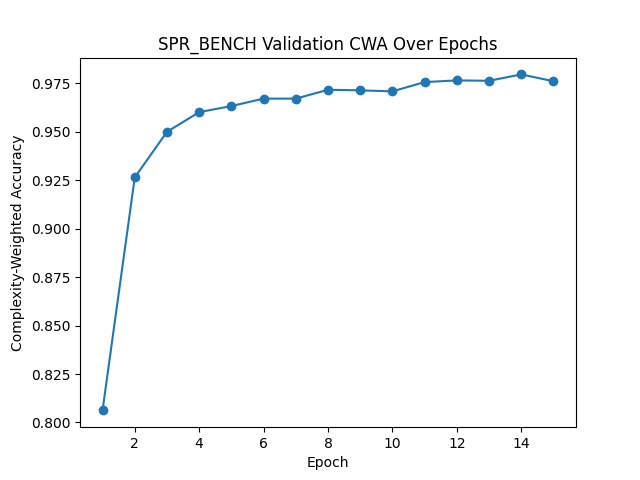 SPR_BENCH Validation CWA Over Epochs
Complexity-Weighted Accuracy
0.975
0.950
0.925
0.900
0.875
0.850
0.825
0.800
2 4 6 8 10 12 14
Epoch